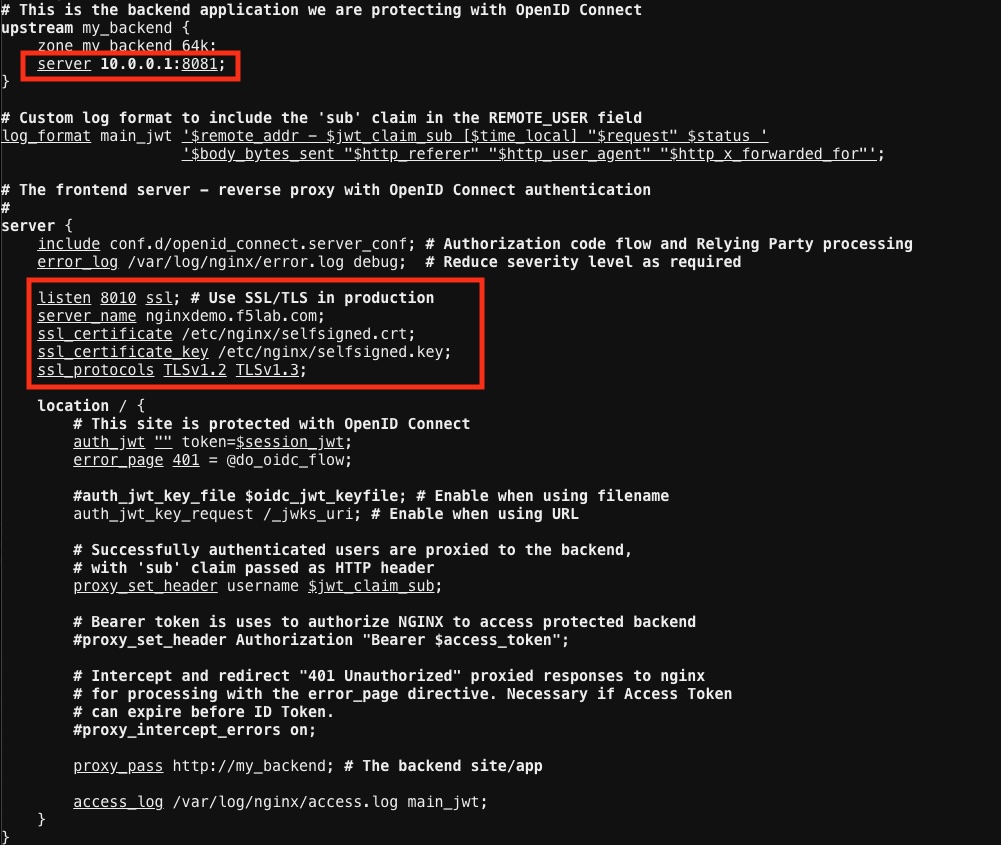 # This is the backend application we are protecting with OpenID Connect
upstream my_backend {
    zone my_backend 64k;
    server 10.0.0.1:8081;
}

# Custom log format to include the 'sub' claim in the REMOTE_USER field
log_format main_jwt '$remote_addr - $jwt_claim_sub [$time_local] "$request" $status '
                    '$body_bytes_sent "$http_referer" "$http_user_agent" "$http_x_forwarded_for"';

# The frontend server - reverse proxy with OpenID Connect authentication
#
server {
    include conf.d/openid_connect.server_conf; # Authorization code flow and Relying Party processing
    error_log /var/log/nginx/error.log debug;  # Reduce severity level as required

    listen 8010 ssl; # Use SSL/TLS in production
    server_name nginxdemo.f5lab.com;
    ssl_certificate /etc/nginx/selfsigned.crt;
    ssl_certificate_key /etc/nginx/selfsigned.key;
    ssl_protocols TLSv1.2 TLSv1.3;

    location / {
        # This site is protected with OpenID Connect
        auth_jwt "" token=$session_jwt;
        error_page 401 = @do_oidc_flow;

        #auth_jwt_key_file $oidc_jwt_keyfile; # Enable when using filename
        auth_jwt_key_request /_jwks_uri; # Enable when using URL

        # Successfully authenticated users are proxied to the backend,
        # with 'sub' claim passed as HTTP header
        proxy_set_header username $jwt_claim_sub;

        # Bearer token is uses to authorize NGINX to access protected backend
        #proxy_set_header Authorization "Bearer $access_token";

        # Intercept and redirect "401 Unauthorized" proxied responses to nginx
        # for processing with the error_page directive. Necessary if Access Token
        # can expire before ID Token.
        #proxy_intercept_errors on;

        proxy_pass http://my_backend; # The backend site/app

        access_log /var/log/nginx/access.log main_jwt;
    }
}